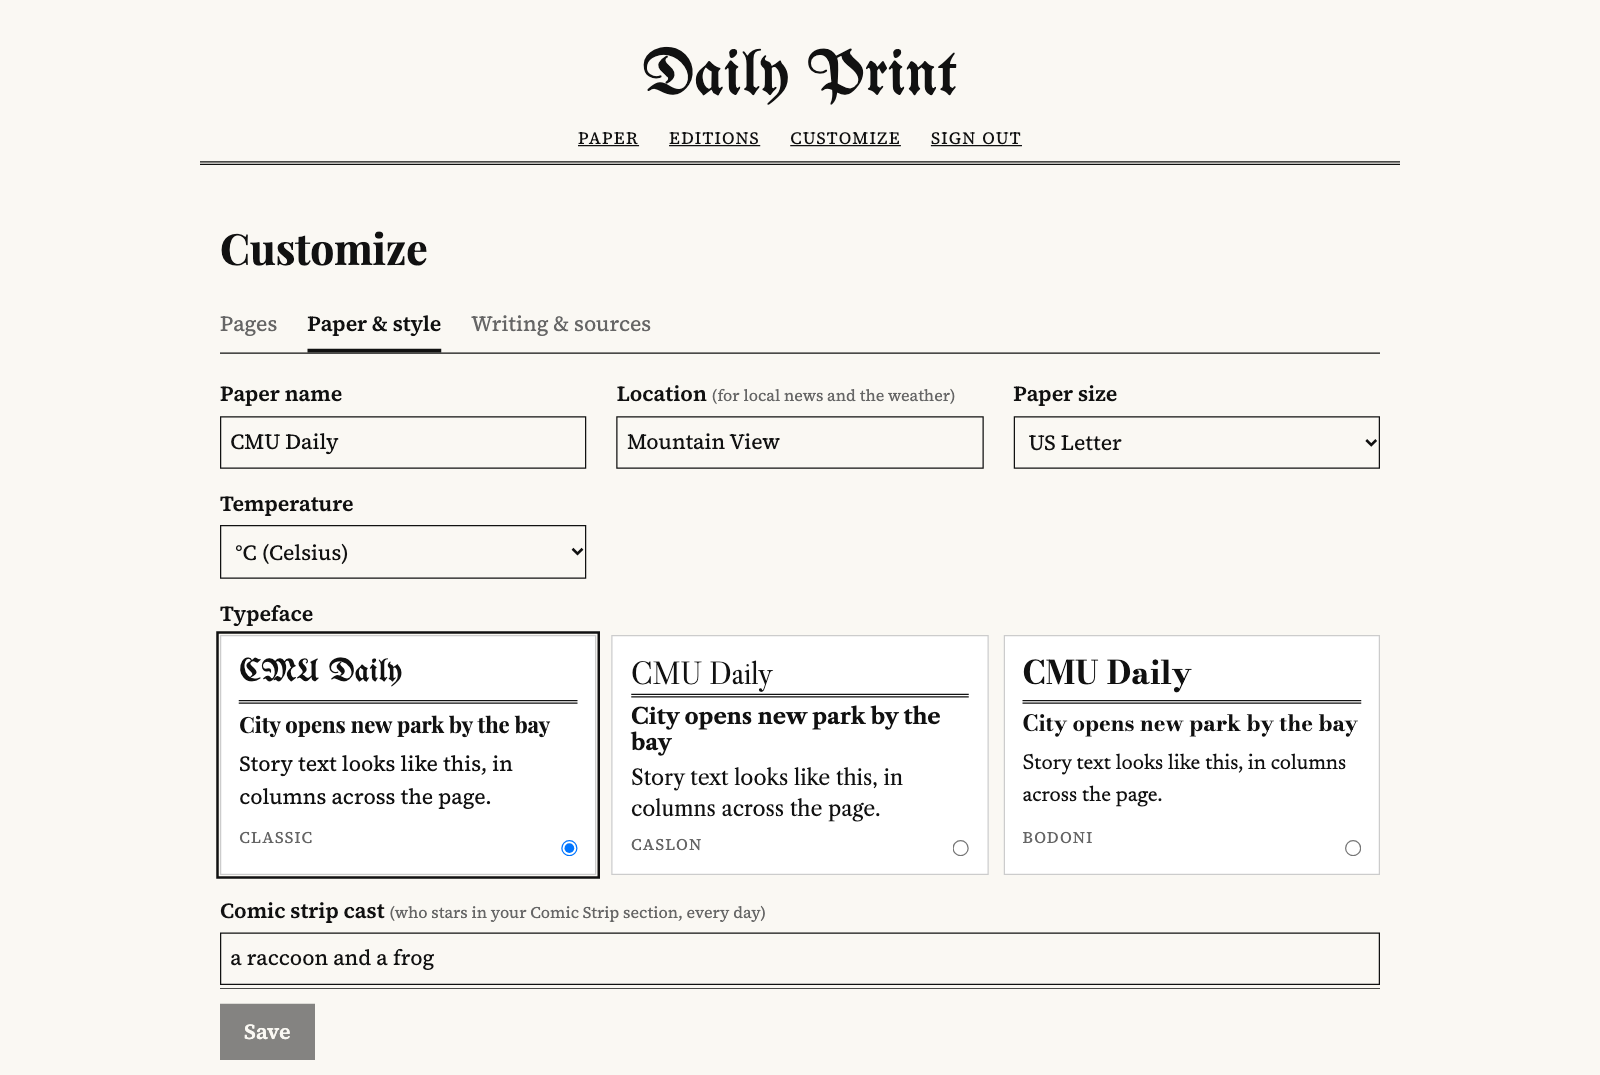 Daily Print
PAPER EDITIONS CUSTOMIZE SIGN OUT
Customize
Pages Paper & style Writing & sources
Paper name
CMU Daily
Location (for local news and the weather)
Mountain View
Paper size
US Letter
Temperature
°C (Celsius)
Typeface
CMU Daily
City opens new park by the bay
Story text looks like this, in
columns across the page.
CLASSIC
CMU Daily
City opens new park by the
bay
Story text looks like this, in
columns across the page.
CASLON
CMU Daily
City opens new park by the bay
Story text looks like this, in columns
across the page.
BODONI
Comic strip cast (who stars in your Comic Strip section, every day)
a raccoon and a frog
Save